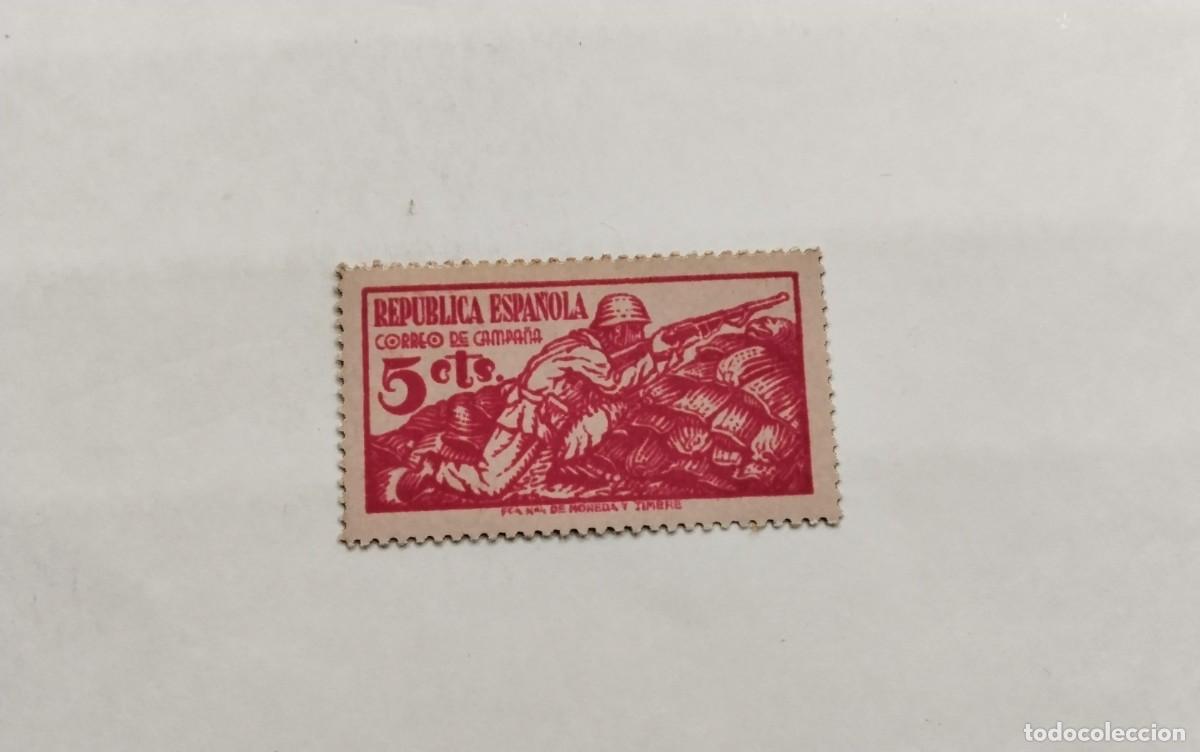 REPUBLICA ESPAÑOLA
CORREO DE CAMPAÑA
5 cts.
FCA. Nal. DE MONEDA Y TIMBRE
todocoleccion